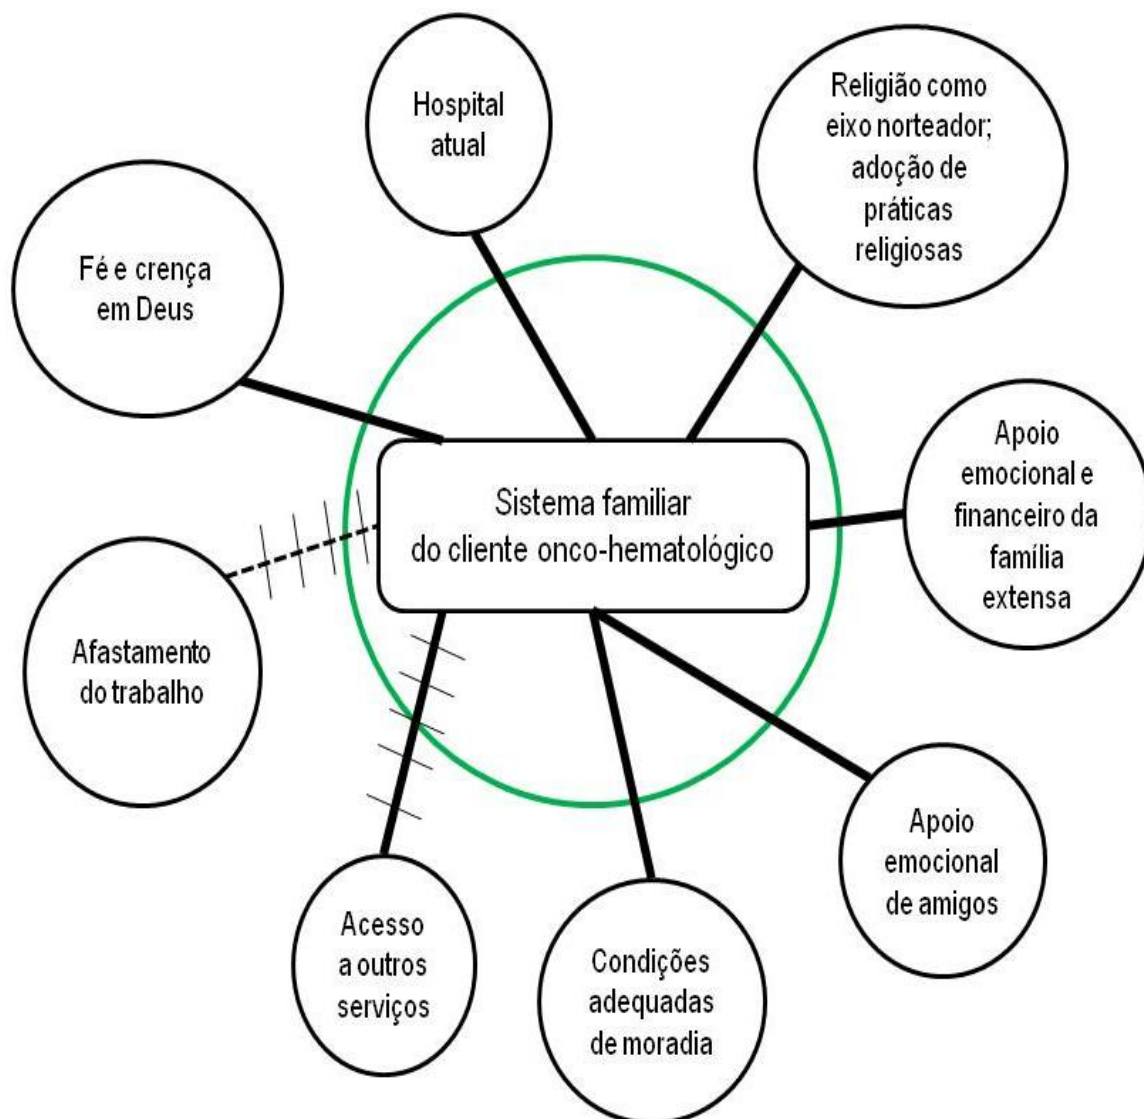 Hospital
atual
Religião como
eixo norteador;
adoção de
práticas
religiosas
Fé e crença
em Deus
Apoio
emocional e
financeiro da
família
extensa
Sistema familiar
do cliente onco-hematológico
Afastamento
do trabalho
Apoio
emocional
de amigos
Acesso
a outros
serviços
Condições
adequadas
de moradia